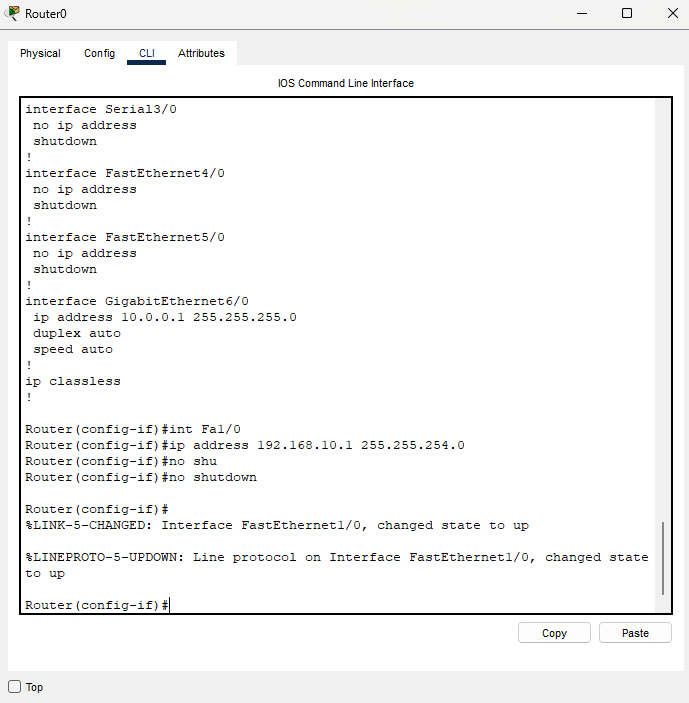 Router0
Physical Config CLI Attributes
IOS Command Line Interface
interface Serial3/0
 no ip address
 shutdown
!
interface FastEthernet4/0
 no ip address
 shutdown
!
interface FastEthernet5/0
 no ip address
 shutdown
!
interface GigabitEthernet6/0
 ip address 10.0.0.1 255.255.255.0
 duplex auto
 speed auto
!
ip classless
!
Router(config-if)#int Fa1/0
Router(config-if)#ip address 192.168.10.1 255.255.254.0
Router(config-if)#no shu
Router(config-if)#no shutdown
Router(config-if)#
%LINK-5-CHANGED: Interface FastEthernet1/0, changed state to up
%LINEPROTO-5-UPDOWN: Line protocol on Interface FastEthernet1/0, changed state
to up
Router(config-if)#
Copy Paste
Top